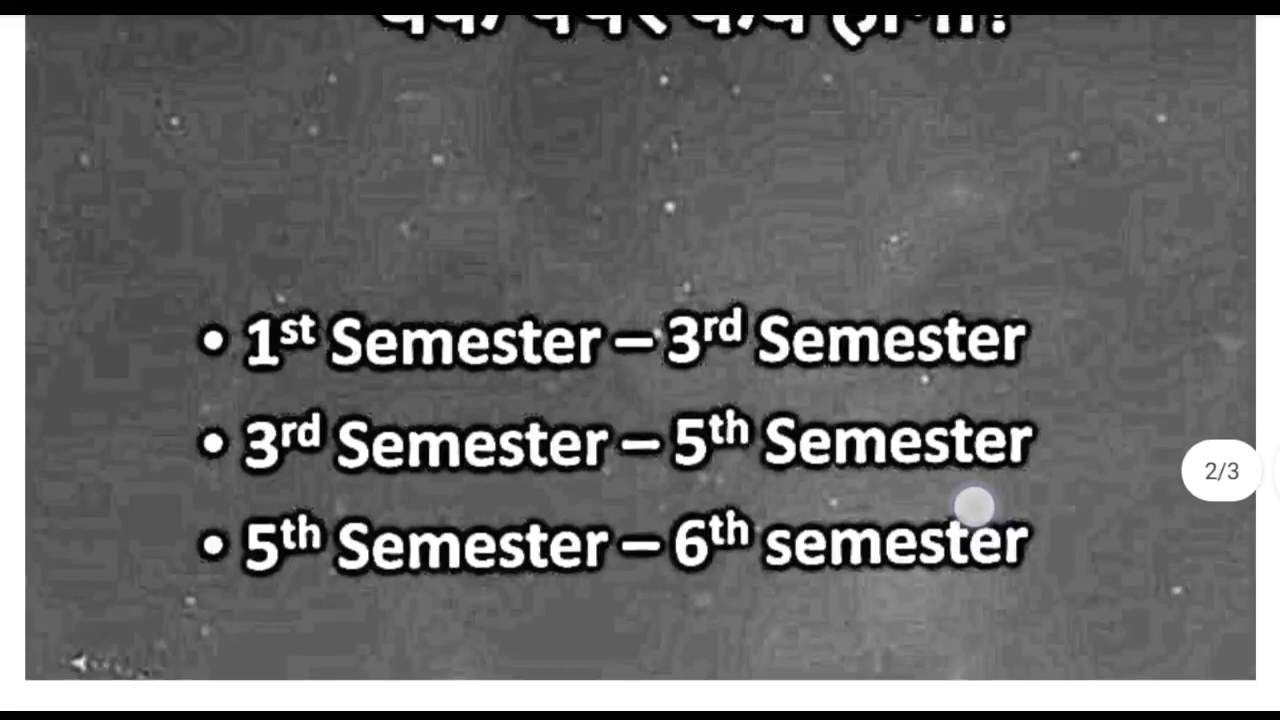 • 1st Semester – 3rd Semester
• 3rd Semester – 5th Semester
• 5th Semester – 6th semester
2/3